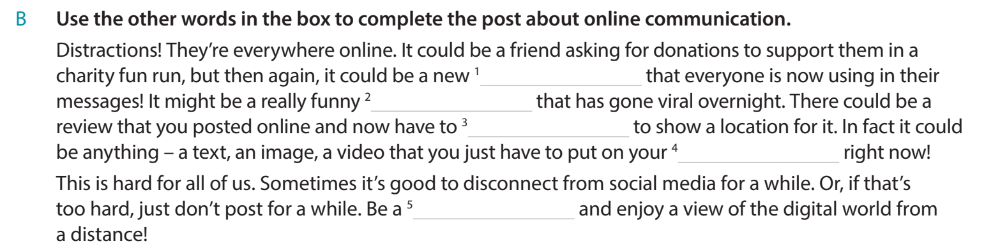 B Use the other words in the box to complete the post about online communication.
Distractions! They’re everywhere online. It could be a friend asking for donations to support them in a
charity fun run, but then again, it could be a new 1____________ that everyone is now using in their
messages! It might be a really funny 2____________ that has gone viral overnight. There could be a
review that you posted online and now have to 3____________ to show a location for it. In fact it could
be anything – a text, an image, a video that you just have to put on your 4____________ right now!
This is hard for all of us. Sometimes it’s good to disconnect from social media for a while. Or, if that’s
too hard, just don’t post for a while. Be a 5____________ and enjoy a view of the digital world from
a distance!